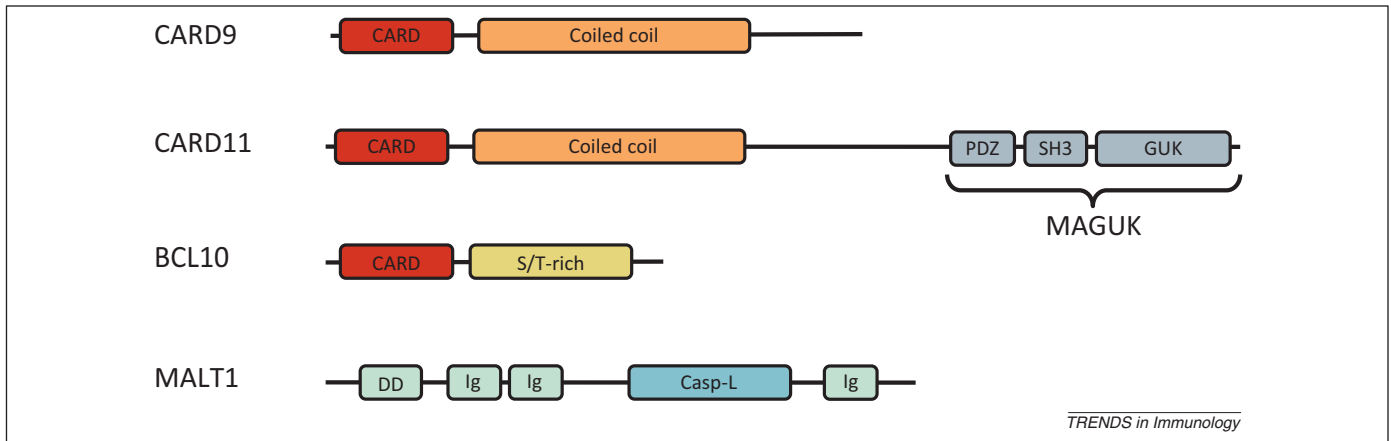 CARD9 CARD Coiled coil
CARD11 CARD Coiled coil PDZ SH3 GUK
MAGUK
BCL10 CARD S/T-rich
MALT1 DD Ig Ig Casp-L Ig
TRENDS in Immunology